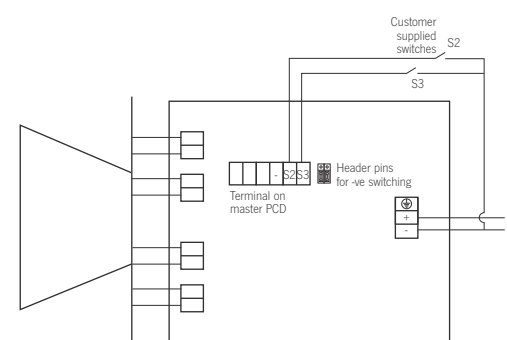 Customer
supplied
switches
S2
S3
- S2 S3
Header pins
for -ve switching
Terminal on
master PCD
+
-